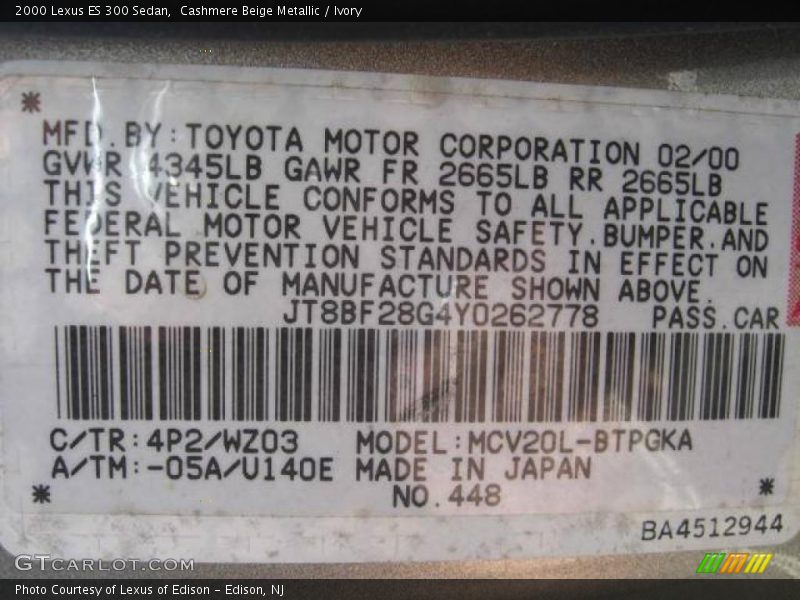 2000 Lexus ES 300 Sedan,  Cashmere Beige Metallic / Ivory
MFD.BY:TOYOTA MOTOR CORPORATION 02/00
GVWR 4345LB GAWR FR 2665LB RR 2665LB
THIS VEHICLE CONFORMS TO ALL APPLICABLE
FEDERAL MOTOR VEHICLE SAFETY.BUMPER.AND
THEFT PREVENTION STANDARDS IN EFFECT ON
THE DATE OF MANUFACTURE SHOWN ABOVE.
JT8BF28G4Y0262778 PASS.CAR
C/TR:4P2/WZ03 MODEL:MCV20L-BTPGKA
A/TM:-05A/U140E MADE IN JAPAN
NO.448
BA4512944
GTCARLOT.COM
Photo Courtesy of Lexus of Edison - Edison, NJ